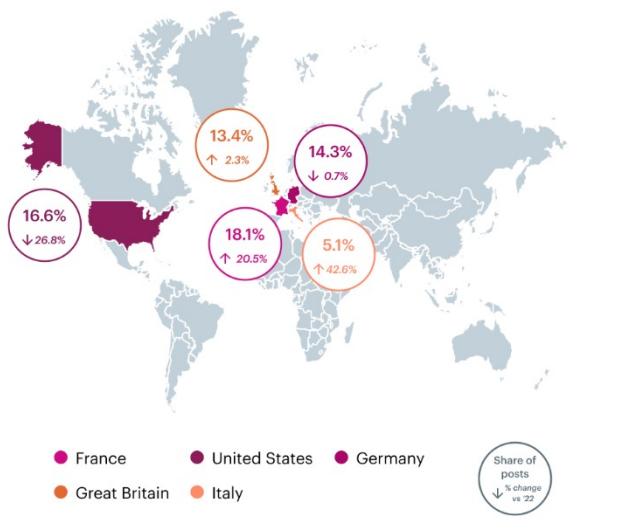 13.4%
↑ 2.3%
14.3%
↓ 0.7%
16.6%
↓ 26.8%
18.1%
↑ 20.5%
5.1%
↑ 42.6%
France
United States
Germany
Great Britain
Italy
Share of
posts
↓ % change
vs '22